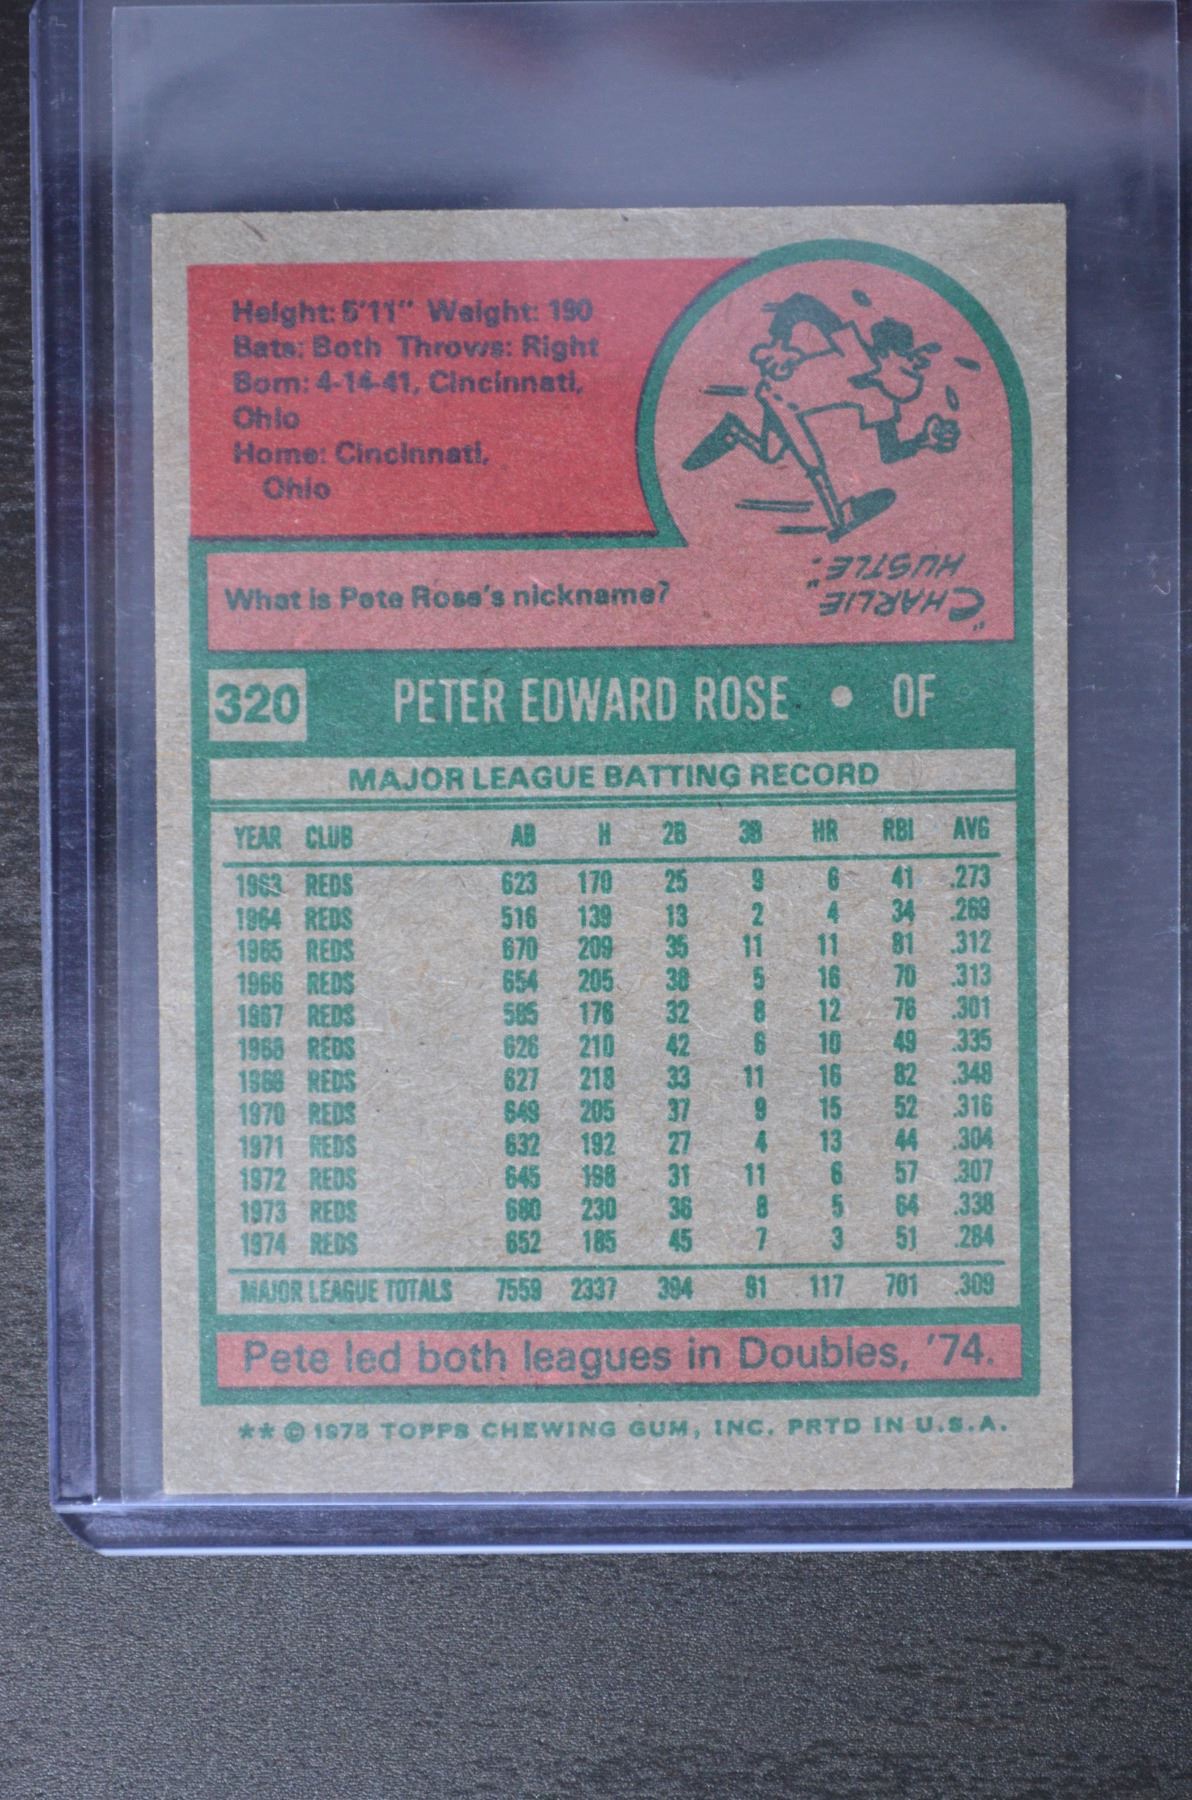 Height: 5'11" Weight: 190
Bats: Both Throws: Right
Born: 4-14-41, Cincinnati,
Ohio
Home: Cincinnati,
Ohio
What is Pete Rose's nickname?
"CHARLIE
HUSTLE."
320 PETER EDWARD ROSE • OF
MAJOR LEAGUE BATTING RECORD
YEAR CLUB AB H 2B 3B HR RBI AVG
1963 REDS 623 170 25 9 6 41 .273
1964 REDS 516 139 13 2 4 34 .269
1965 REDS 670 209 35 11 11 81 .312
1966 REDS 654 205 38 5 16 70 .313
1967 REDS 585 176 32 8 12 76 .301
1968 REDS 626 210 42 6 10 49 .335
1969 REDS 627 218 33 11 16 82 .348
1970 REDS 649 205 37 9 15 52 .316
1971 REDS 632 192 27 4 13 44 .304
1972 REDS 645 198 31 11 6 57 .307
1973 REDS 680 230 36 8 5 64 .338
1974 REDS 652 185 45 7 3 51 .284
MAJOR LEAGUE TOTALS 7559 2337 394 91 117 701 .309
Pete led both leagues in Doubles, '74.
** © 1975 TOPPS CHEWING GUM, INC. PRTD IN U.S.A.